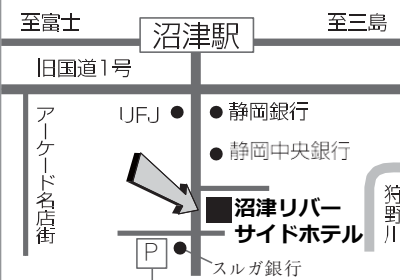 至富士
沼津駅
至三島
旧国道1号
アーケード名店街
UFJ
静岡銀行
静岡中央銀行
沼津リバー
サイドホテル
狩野川
P
スルガ銀行